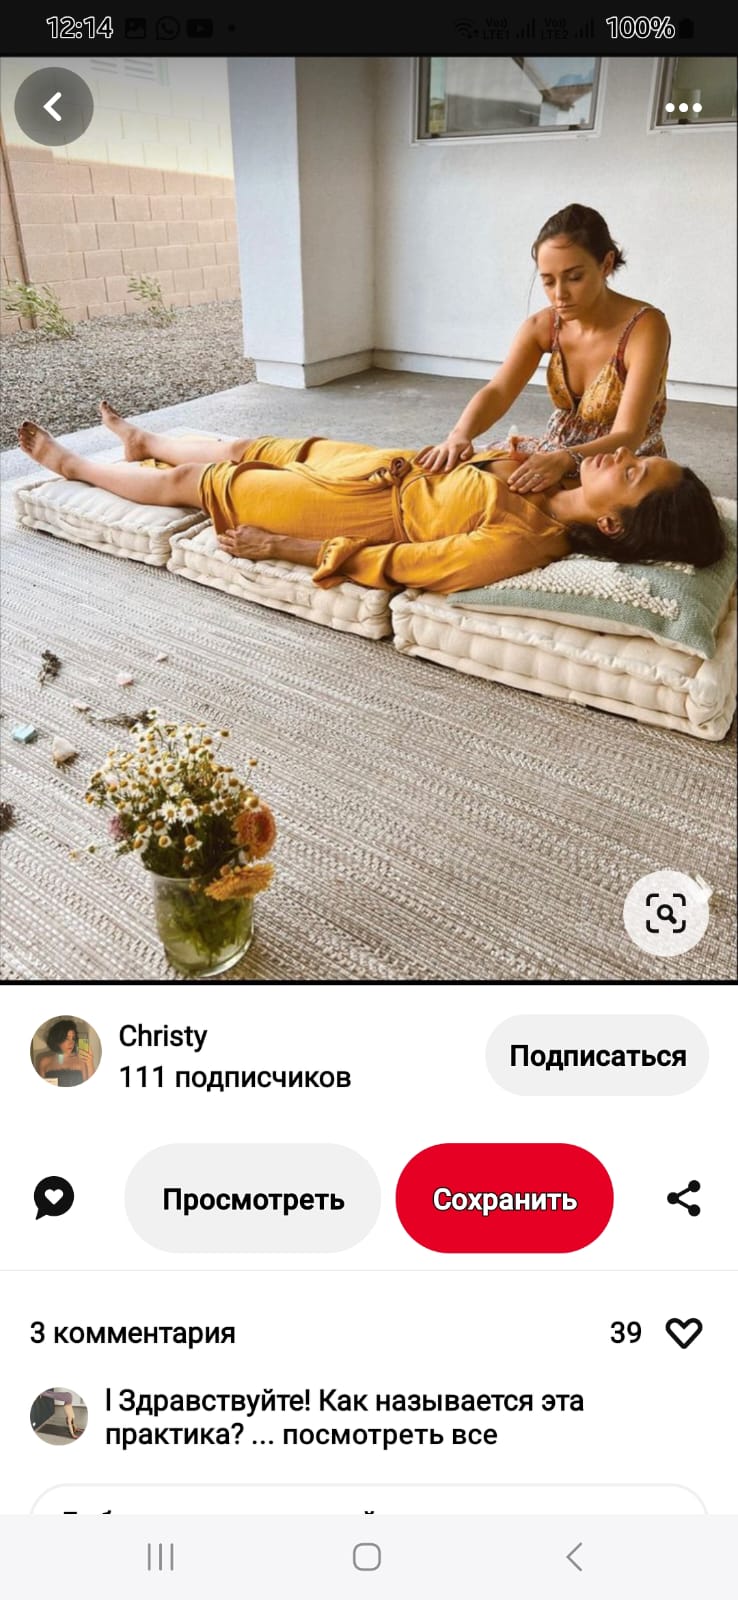 12:14
Vo)) LTE1
Vo)) LTE2
100%
Christy
111 подписчиков
Подписаться
Просмотреть
Сохранить
3 комментария
39
l Здравствуйте! Как называется эта
практика? ... посмотреть все